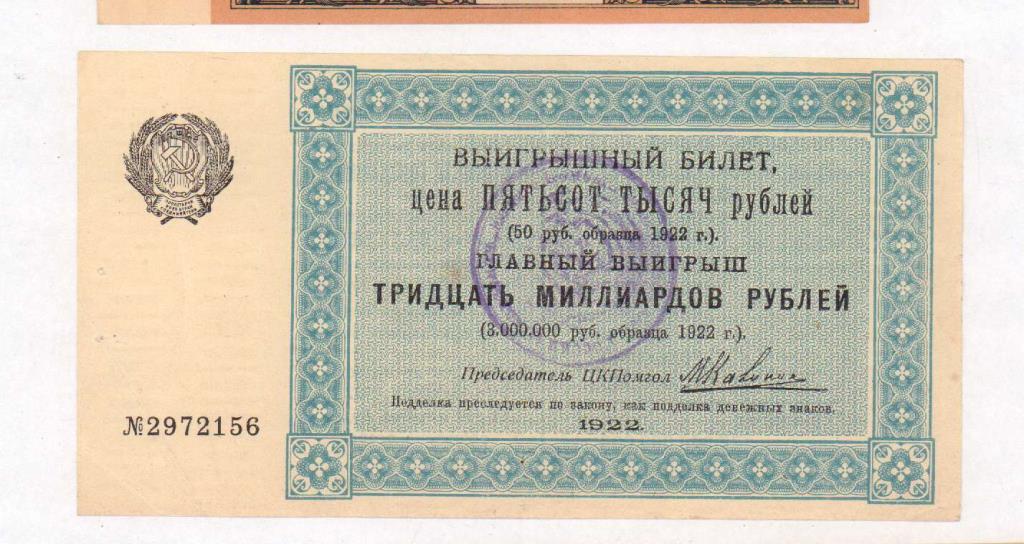 ВЫИГРЫШНЫЙ БИЛЕТ,
цена ПЯТЬСОТ ТЫСЯЧ рублей
(50 руб. образца 1922 г.).
ГЛАВНЫЙ ВЫИГРЫШ
ТРИДЦАТЬ МИЛЛИАРДОВ РУБЛЕЙ
(3.000.000 руб. образца 1922 г.).
Председатель ЦКПомгол МКалинин
Подделка преследуется по закону, как подделка денежных знаков.
1922.
№2972156